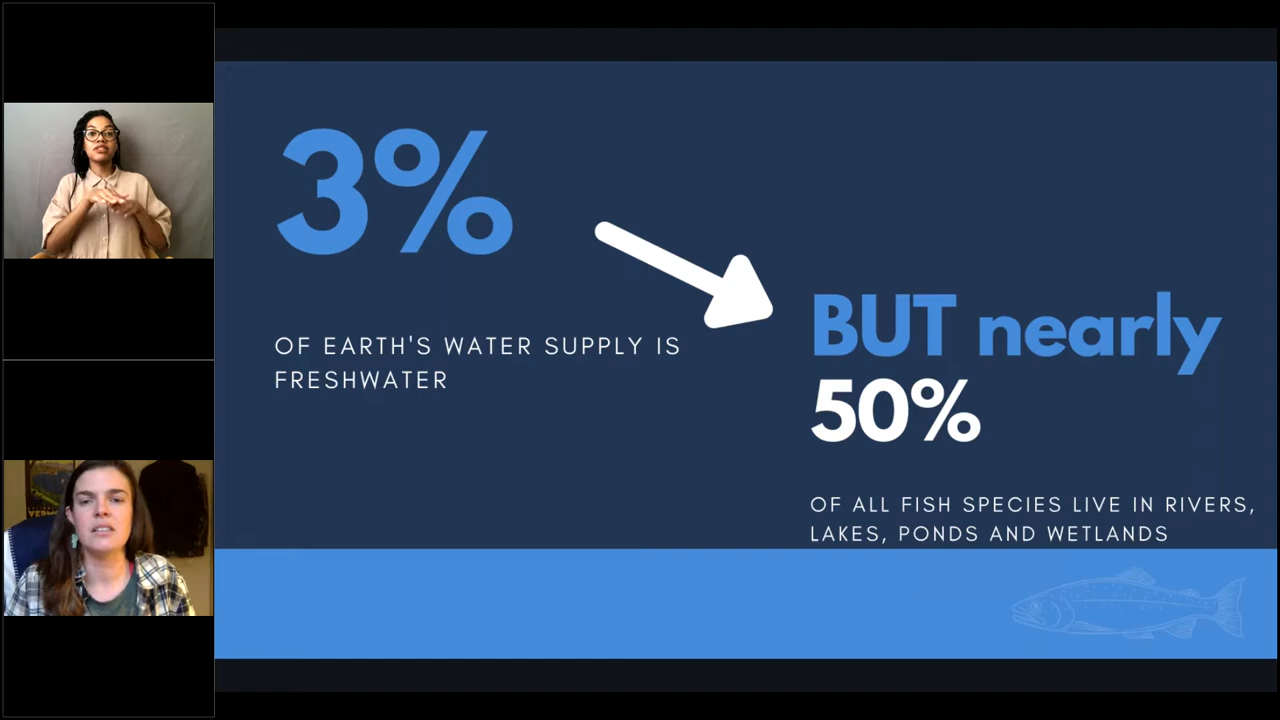 3%
OF EARTH'S WATER SUPPLY IS
FRESHWATER
BUT nearly
50%
OF ALL FISH SPECIES LIVE IN RIVERS,
LAKES, PONDS AND WETLANDS